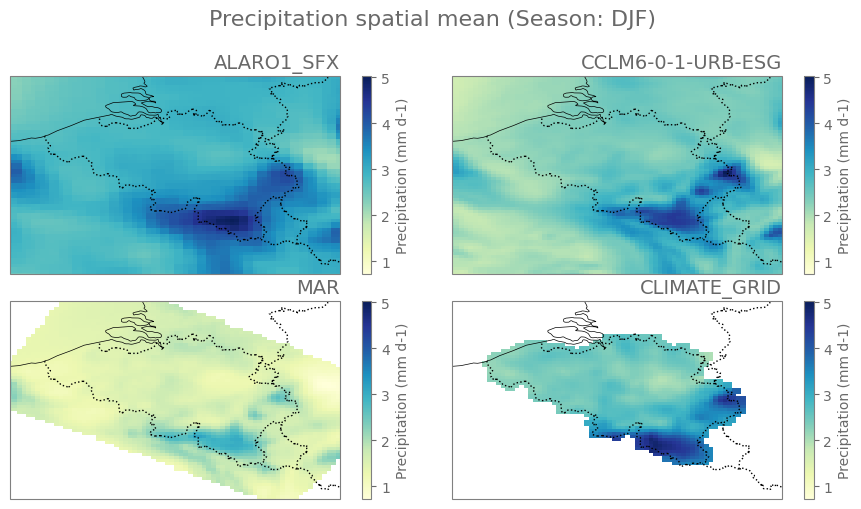 Precipitation spatial mean (Season: DJF)
ALARO1_SFX
5
4
3
2
1
Precipitation (mm d-1)
CCLM6-0-1-URB-ESG
5
4
3
2
1
Precipitation (mm d-1)
MAR
5
4
3
2
1
Precipitation (mm d-1)
CLIMATE_GRID
5
4
3
2
1
Precipitation (mm d-1)